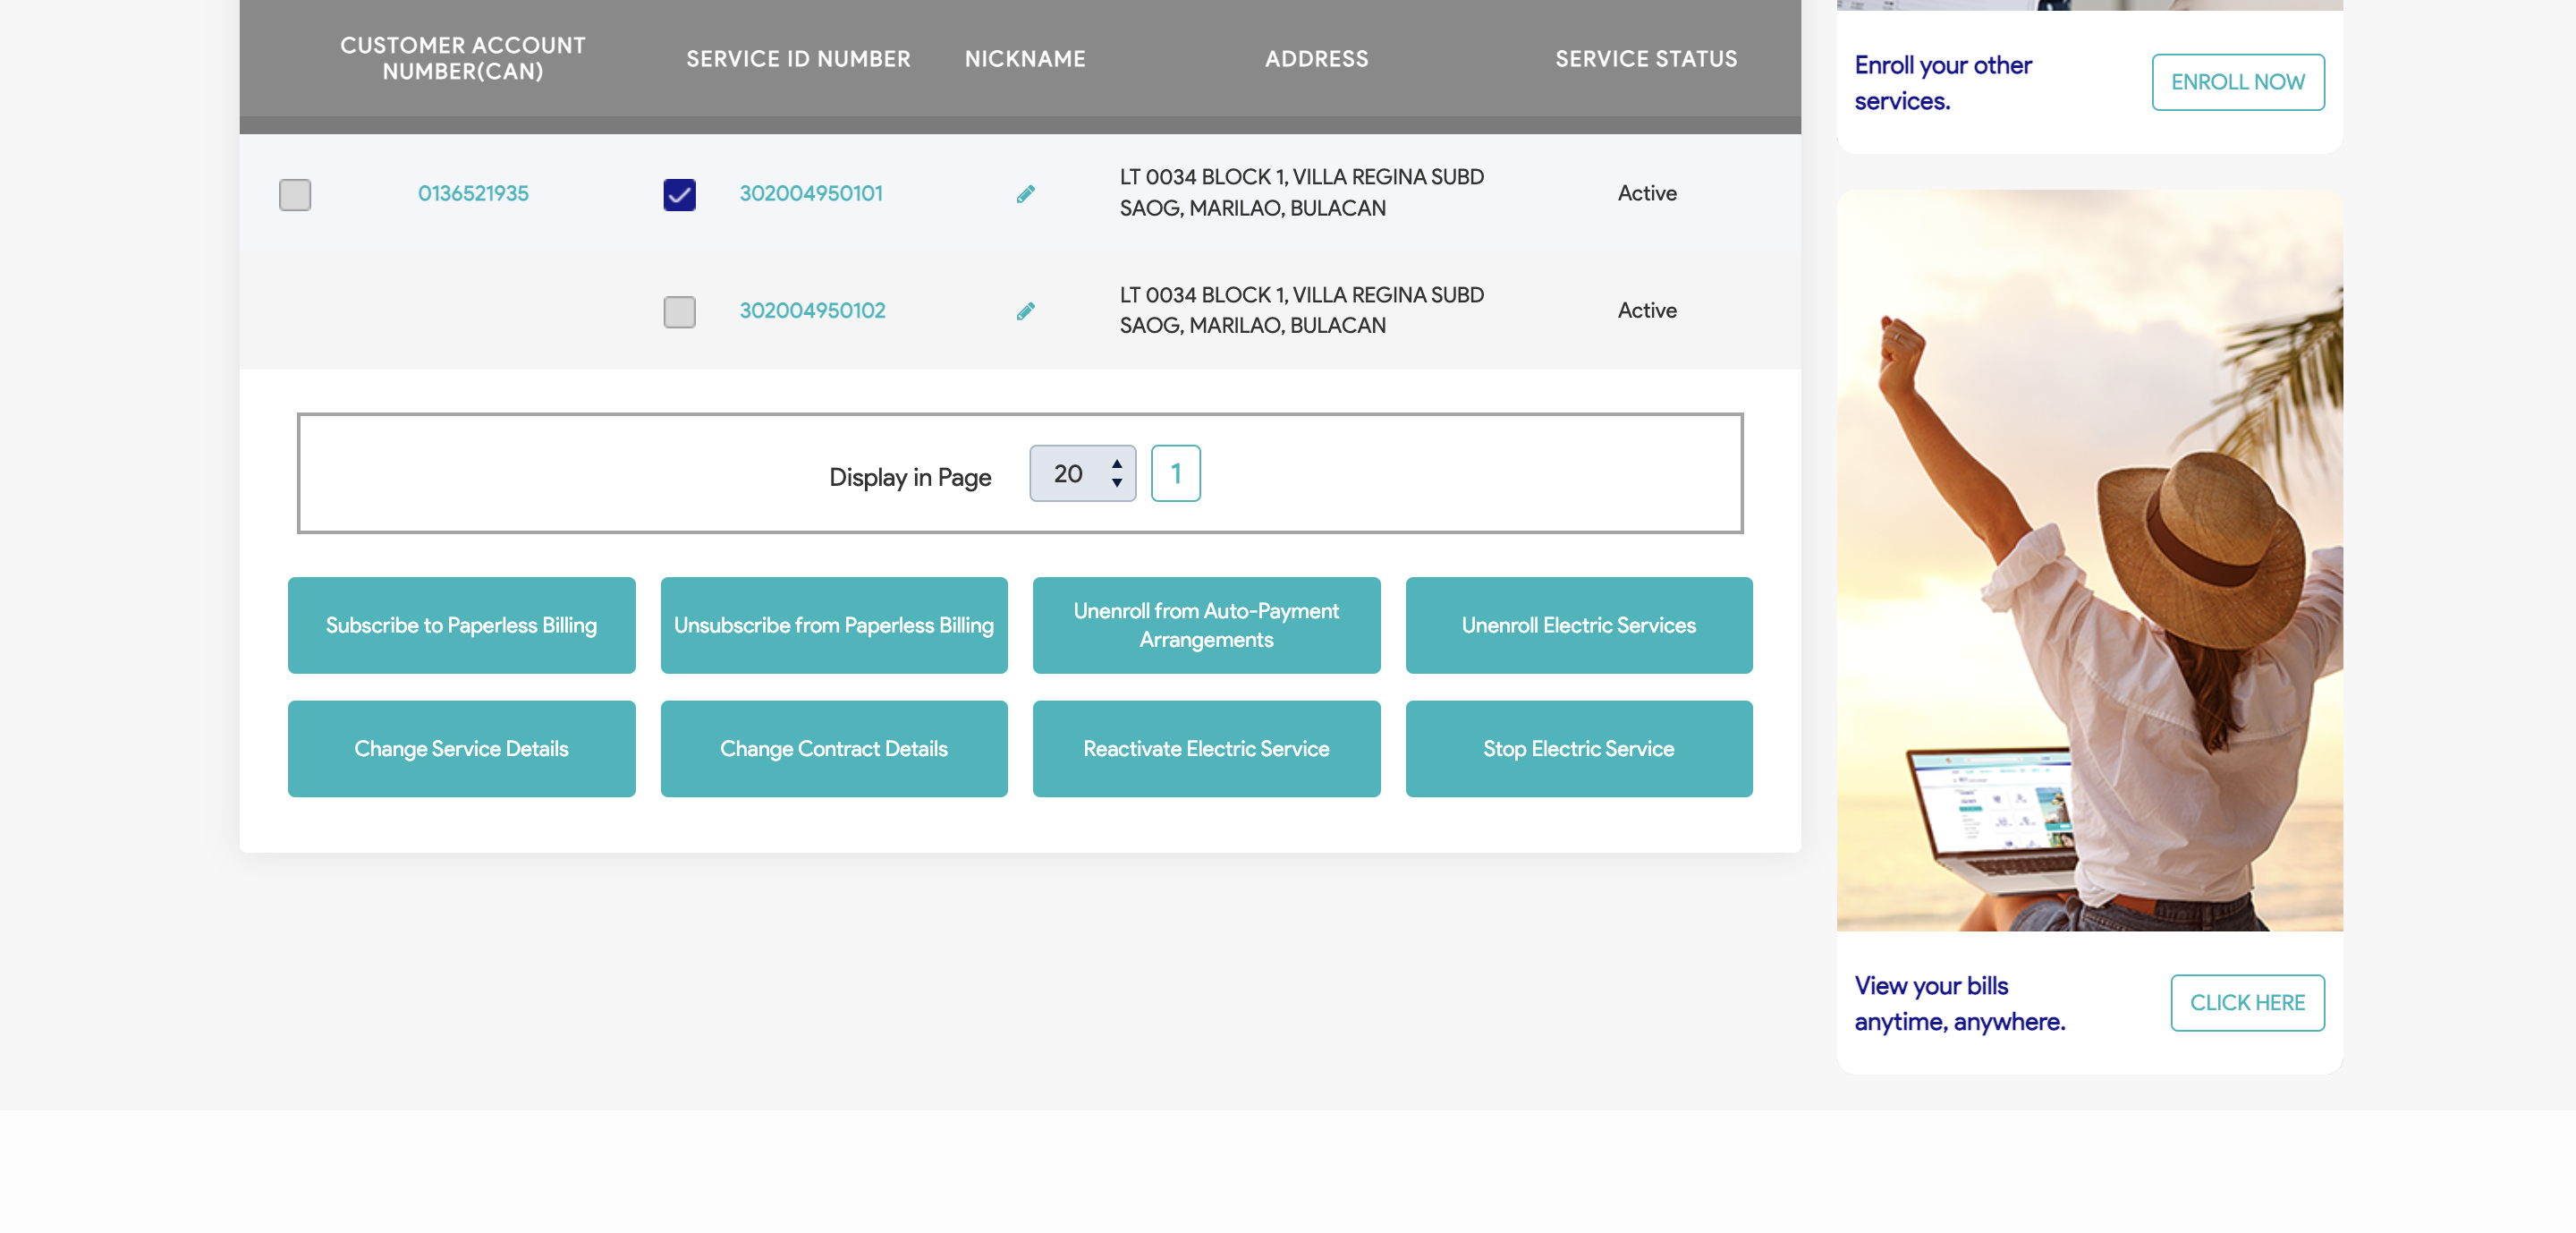 CUSTOMER ACCOUNT
NUMBER(CAN)
SERVICE ID NUMBER
NICKNAME
ADDRESS
SERVICE STATUS
0136521935
302004950101
LT 0034 BLOCK 1, VILLA REGINA SUBD
SAOG, MARILAO, BULACAN
Active
302004950102
LT 0034 BLOCK 1, VILLA REGINA SUBD
SAOG, MARILAO, BULACAN
Active
Display in Page
20
1
Subscribe to Paperless Billing
Unsubscribe from Paperless Billing
Unenroll from Auto-Payment
Arrangements
Unenroll Electric Services
Change Service Details
Change Contract Details
Reactivate Electric Service
Stop Electric Service
Enroll your other
services.
ENROLL NOW
View your bills
anytime, anywhere.
CLICK HERE